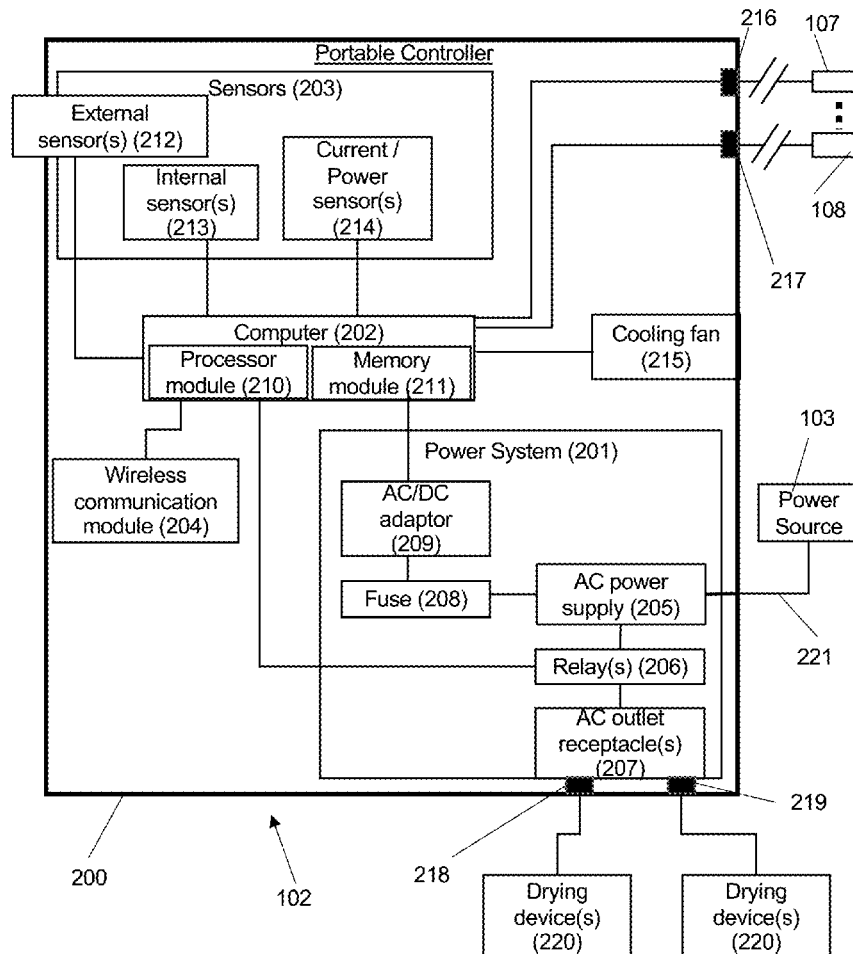 216
107
Portable Controller
Sensors (203)
External
sensor(s) (212)
Current /
Power
sensor(s)
(214)
Internal
sensor(s)
(213)
108
217
Computer (202)
Processor
module (210)
Memory
module (211)
Cooling fan
(215)
103
Power System (201)
Wireless
communication
module (204)
AC/DC
adaptor
(209)
Power
Source
Fuse (208)
AC power
supply (205)
221
Relay(s) (206)
AC outlet
receptacle(s)
(207)
219
218
200
102
Drying
device(s)
(220)
Drying
device(s)
(220)